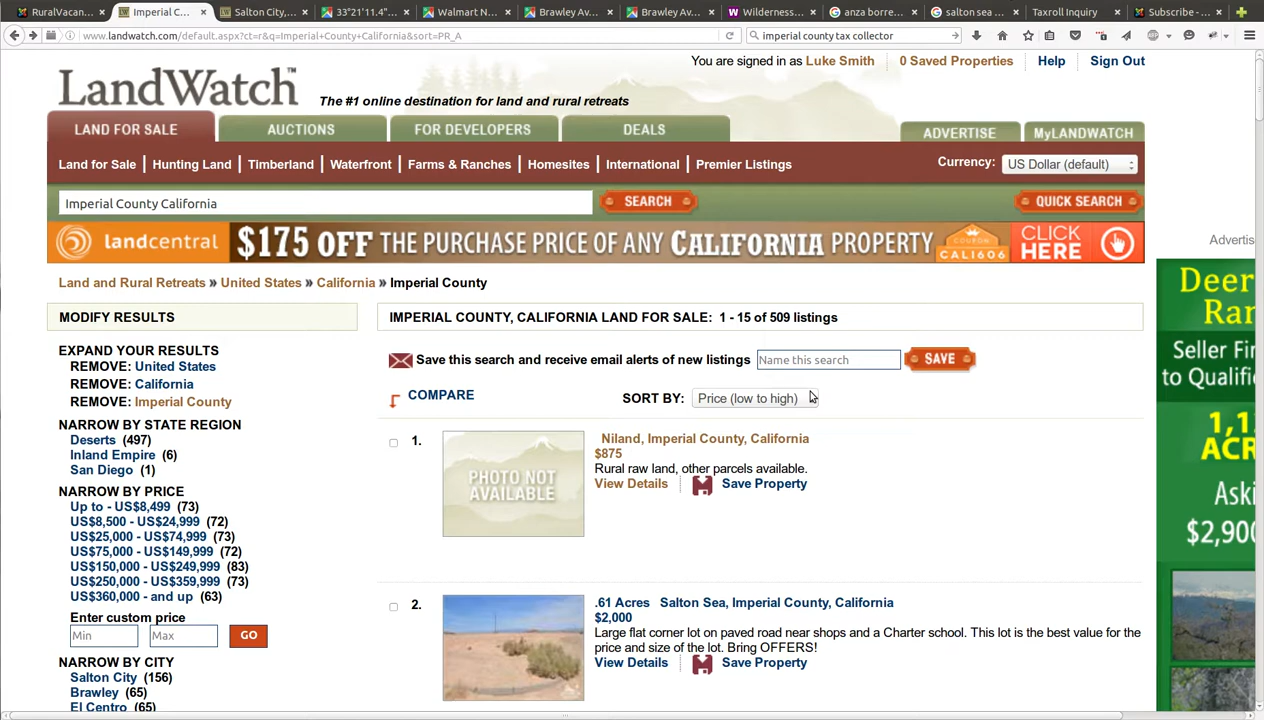 RuralVacan...
Imperial C...
Salton City,...
33°21'11.4"...
Walmart N...
Brawley Av...
Brawley Av...
Wilderness...
anza borre...
salton sea ...
Taxroll Inquiry
Subscribe - ...
www.landwatch.com/default.aspx?ct=r&q=Imperial+County+California&sort=PR_A
imperial county tax collector
You are signed in as Luke Smith
0 Saved Properties
Help
Sign Out
LandWatch™
The #1 online destination for land and rural retreats
LAND FOR SALE
AUCTIONS
FOR DEVELOPERS
DEALS
ADVERTISE
MyLANDWATCH
Land for Sale | Hunting Land | Timberland | Waterfront | Farms & Ranches | Homesites | International | Premier Listings
Currency: US Dollar (default)
Imperial County California
SEARCH
QUICK SEARCH
landcentral $175 OFF THE PURCHASE PRICE OF ANY CALIFORNIA PROPERTY
COUPON
CAL1606
CLICK
HERE
Advertis
Land and Rural Retreats » United States » California » Imperial County
MODIFY RESULTS
EXPAND YOUR RESULTS
REMOVE: United States
REMOVE: California
REMOVE: Imperial County
NARROW BY STATE REGION
Deserts (497)
Inland Empire (6)
San Diego (1)
NARROW BY PRICE
Up to - US$8,499 (73)
US$8,500 - US$24,999 (72)
US$25,000 - US$74,999 (73)
US$75,000 - US$149,999 (72)
US$150,000 - US$249,999 (83)
US$250,000 - US$359,999 (73)
US$360,000 - and up (63)
Enter custom price
Min
Max
GO
NARROW BY CITY
Salton City (156)
Brawley (65)
El Centro (65)
IMPERIAL COUNTY, CALIFORNIA LAND FOR SALE: 1 - 15 of 509 listings
Save this search and receive email alerts of new listings
Name this search
SAVE
COMPARE
SORT BY: Price (low to high)
1.
PHOTO NOT
AVAILABLE
Niland, Imperial County, California
$875
Rural raw land, other parcels available.
View Details | Save Property
2.
.61 Acres Salton Sea, Imperial County, California
$2,000
Large flat corner lot on paved road near shops and a Charter school. This lot is the best value for the
price and size of the lot. Bring OFFERS!
View Details | Save Property
Deer
Ran
Seller Fin
to Qualifi
1,1
ACR
Aski
$2,900